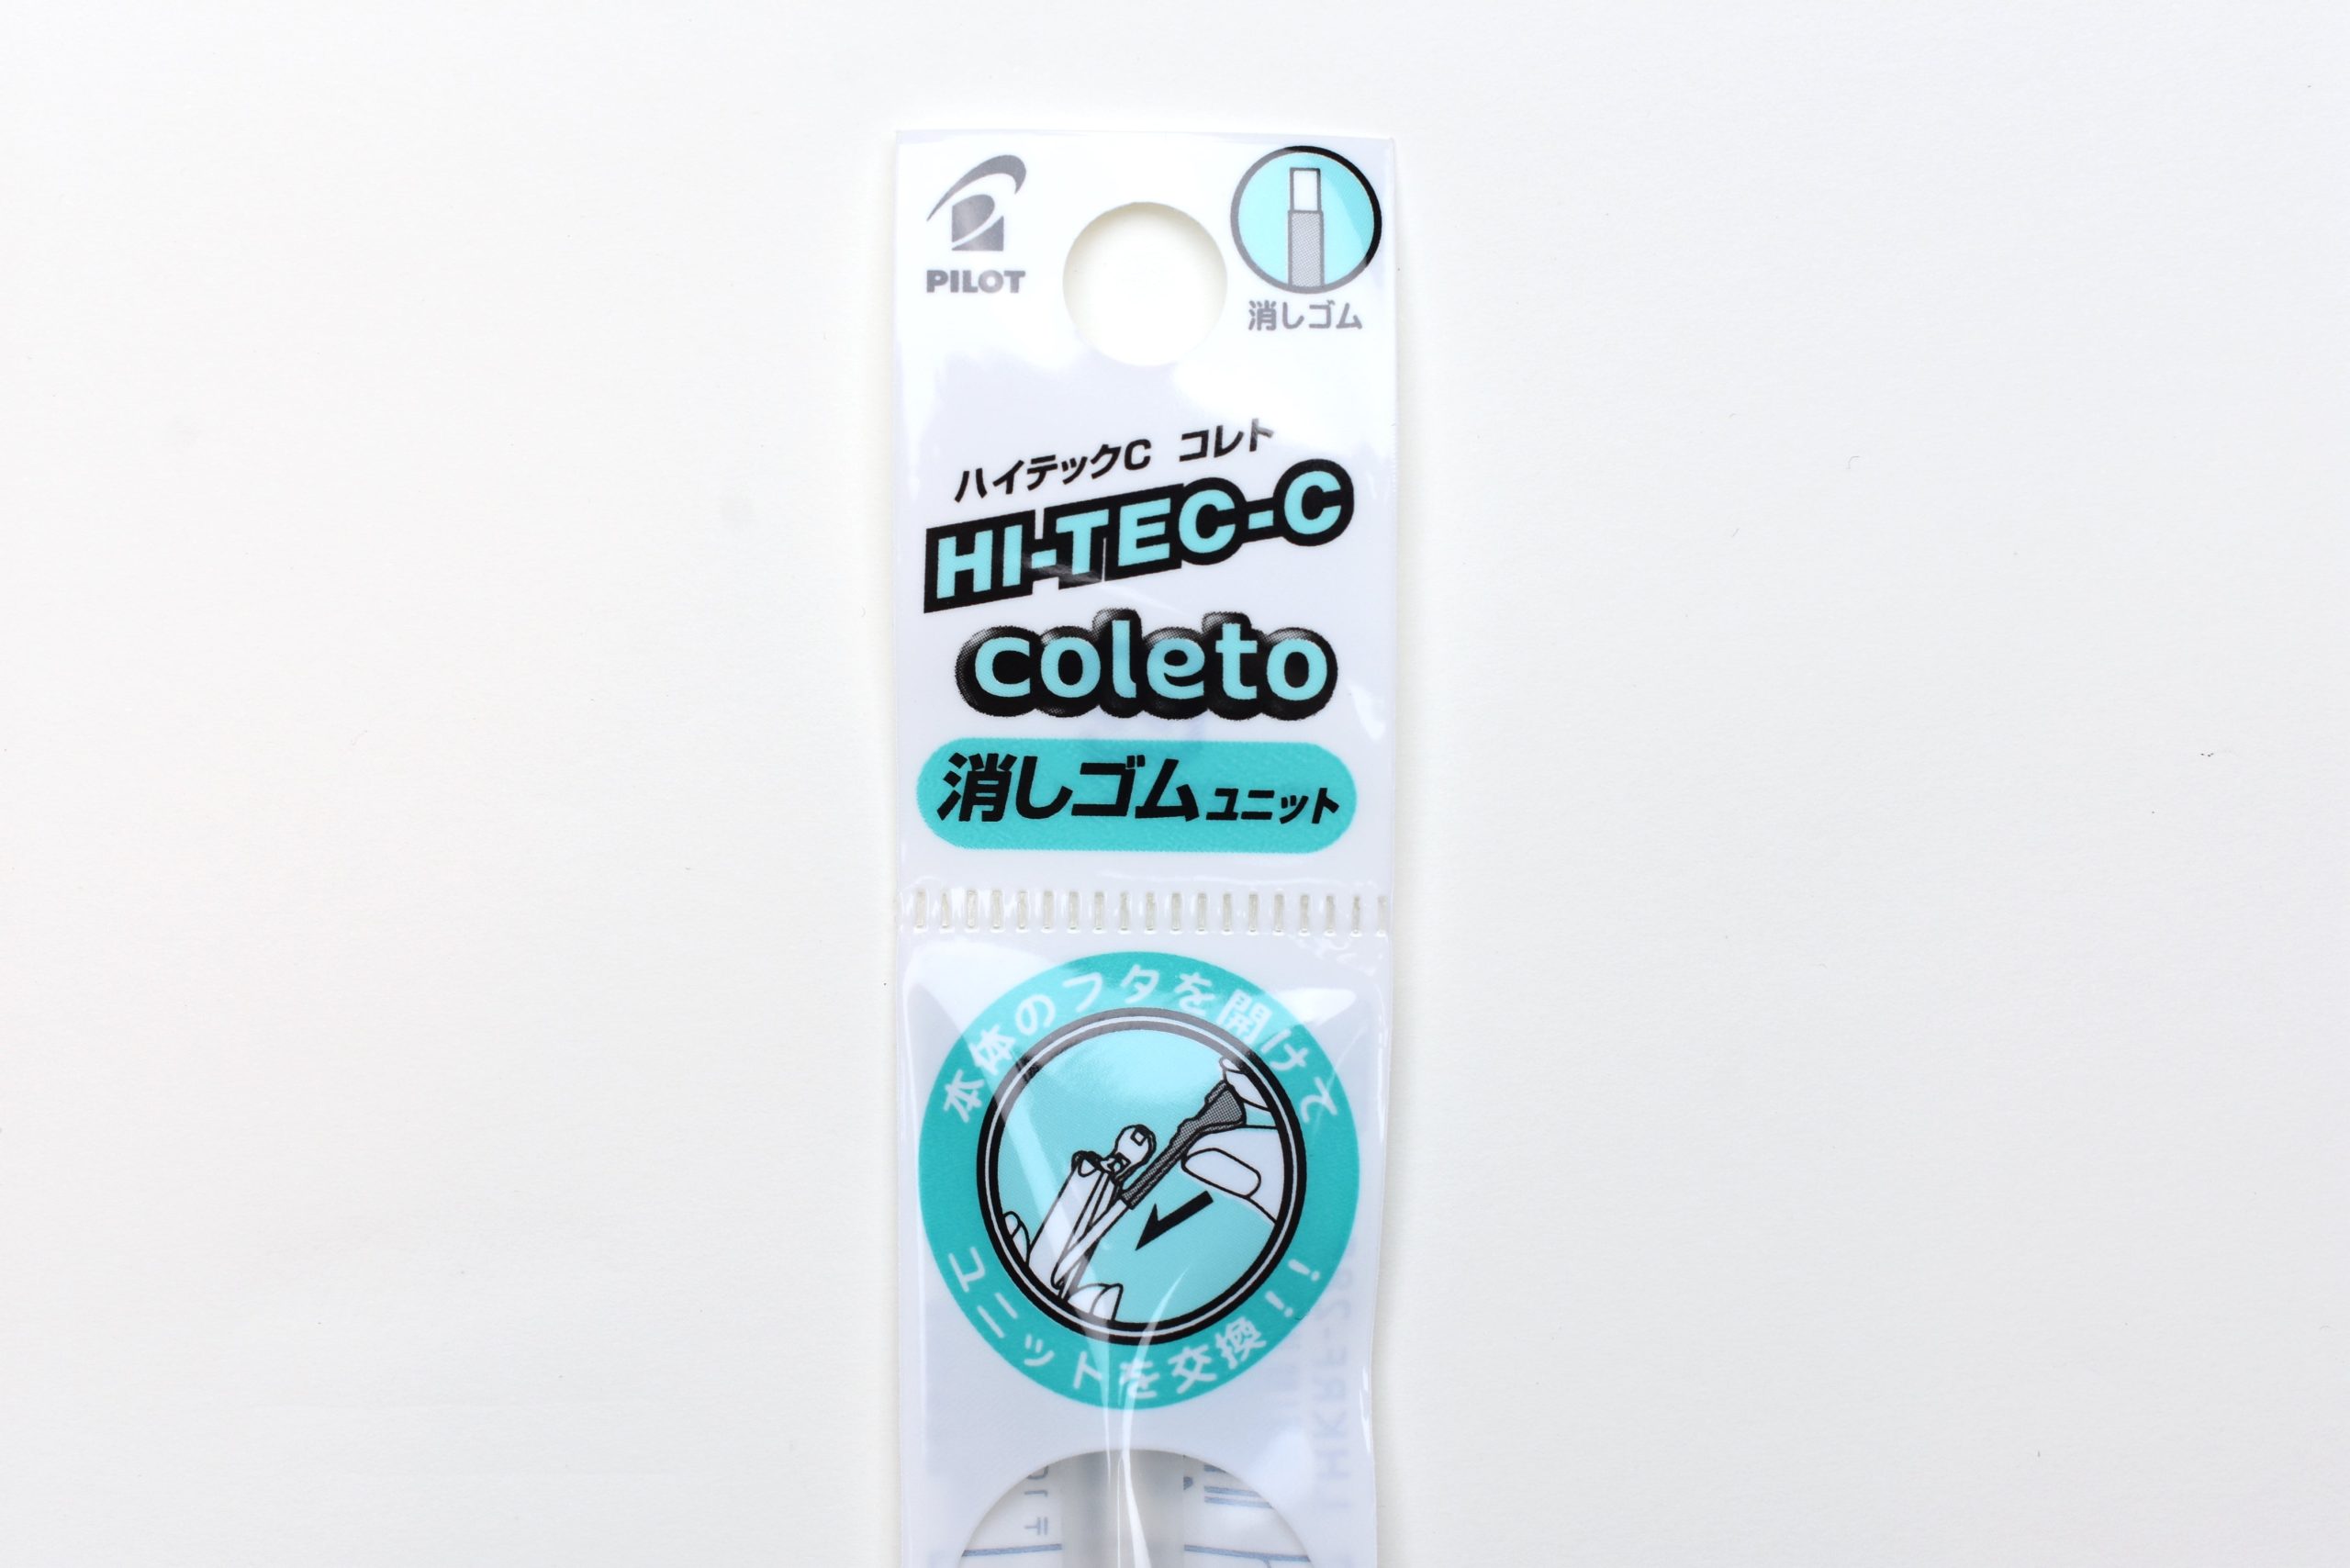 PILOT
消しゴム
ハイテックC コレト
HI-TEC-C
coleto
消しゴムユニット
本体のフタを開けて
ユニットを交換!!